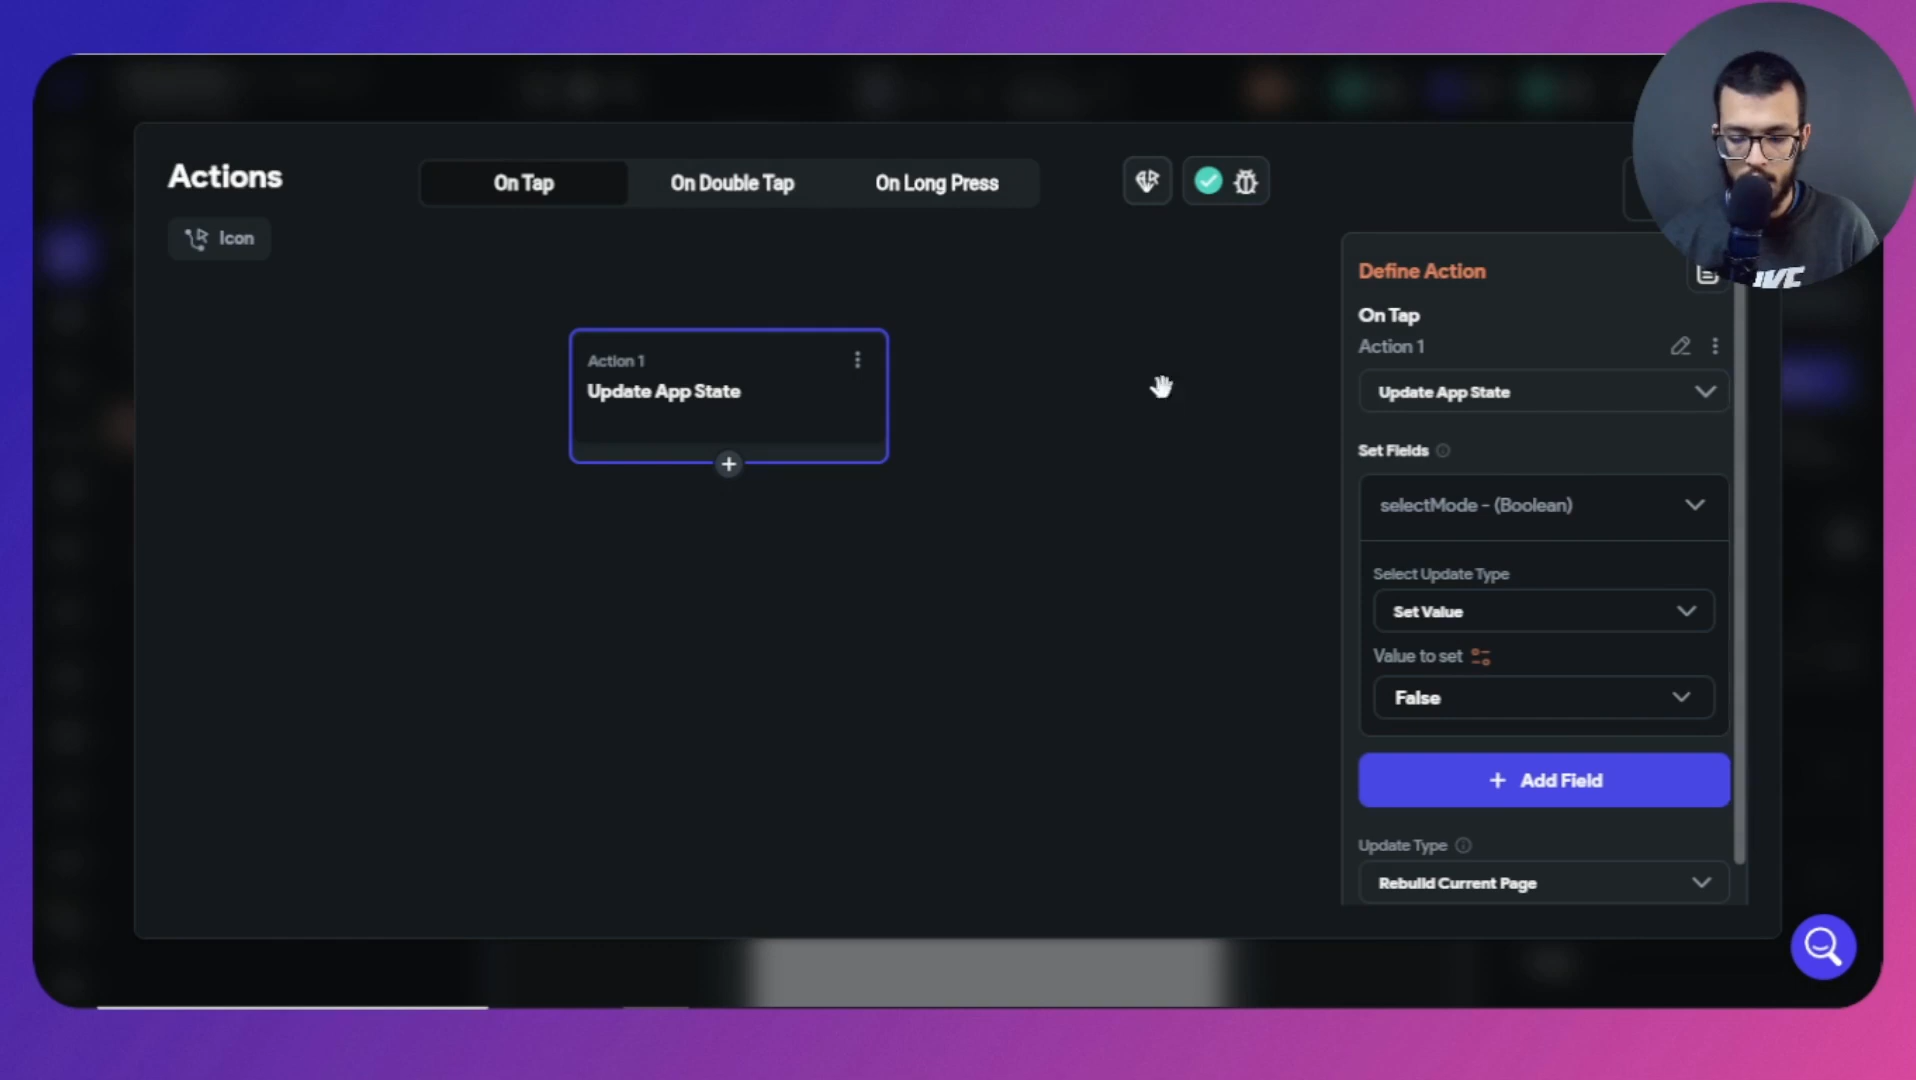 Actions
On Tap
On Double Tap
On Long Press
Icon
Define Action
On Tap
Action 1
Update App State
Set Fields
selectMode - (Boolean)
Select Update Type
Set Value
Value to set
False
+ Add Field
Update Type
Rebuild Current Page
Action 1
Update App State